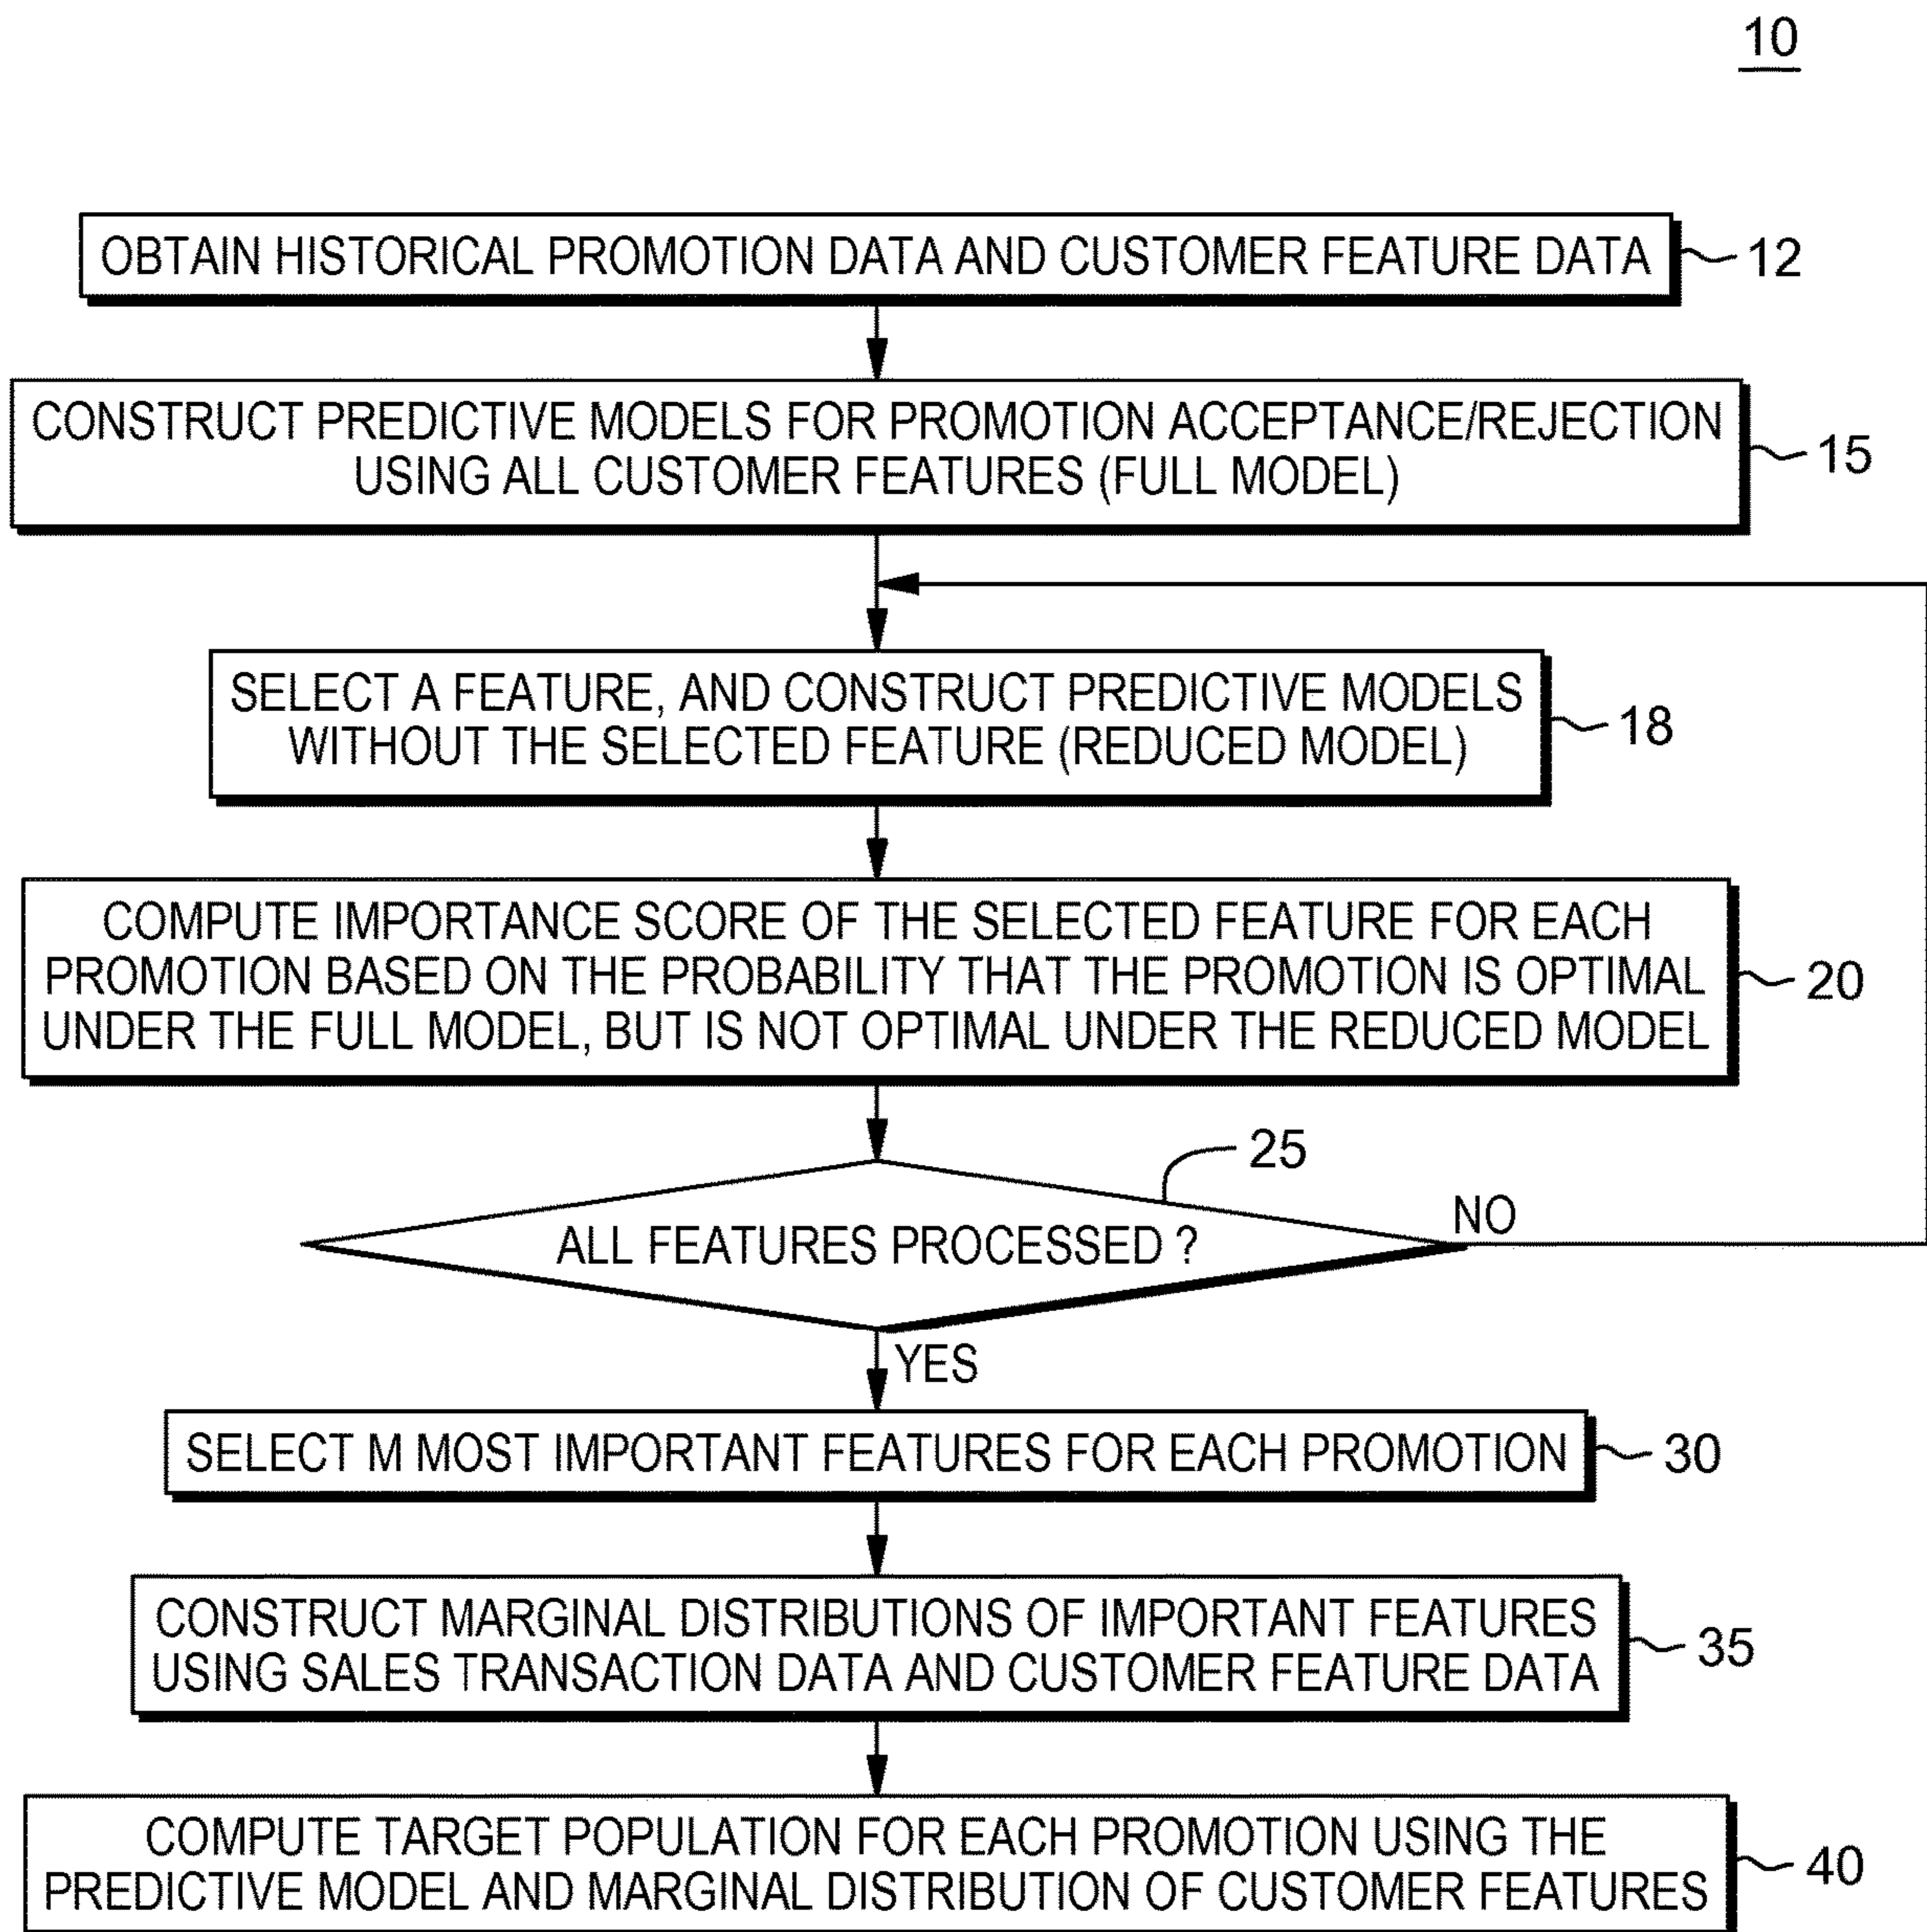 10
OBTAIN HISTORICAL PROMOTION DATA AND CUSTOMER FEATURE DATA
12
CONSTRUCT PREDICTIVE MODELS FOR PROMOTION ACCEPTANCE/REJECTION
USING ALL CUSTOMER FEATURES (FULL MODEL)
15
SELECT A FEATURE, AND CONSTRUCT PREDICTIVE MODELS
WITHOUT THE SELECTED FEATURE (REDUCED MODEL)
18
COMPUTE IMPORTANCE SCORE OF THE SELECTED FEATURE FOR EACH
PROMOTION BASED ON THE PROBABILITY THAT THE PROMOTION IS OPTIMAL
UNDER THE FULL MODEL, BUT IS NOT OPTIMAL UNDER THE REDUCED MODEL
20
25
ALL FEATURES PROCESSED ?
NO
YES
SELECT M MOST IMPORTANT FEATURES FOR EACH PROMOTION
30
CONSTRUCT MARGINAL DISTRIBUTIONS OF IMPORTANT FEATURES
USING SALES TRANSACTION DATA AND CUSTOMER FEATURE DATA
35
COMPUTE TARGET POPULATION FOR EACH PROMOTION USING THE
PREDICTIVE MODEL AND MARGINAL DISTRIBUTION OF CUSTOMER FEATURES
40